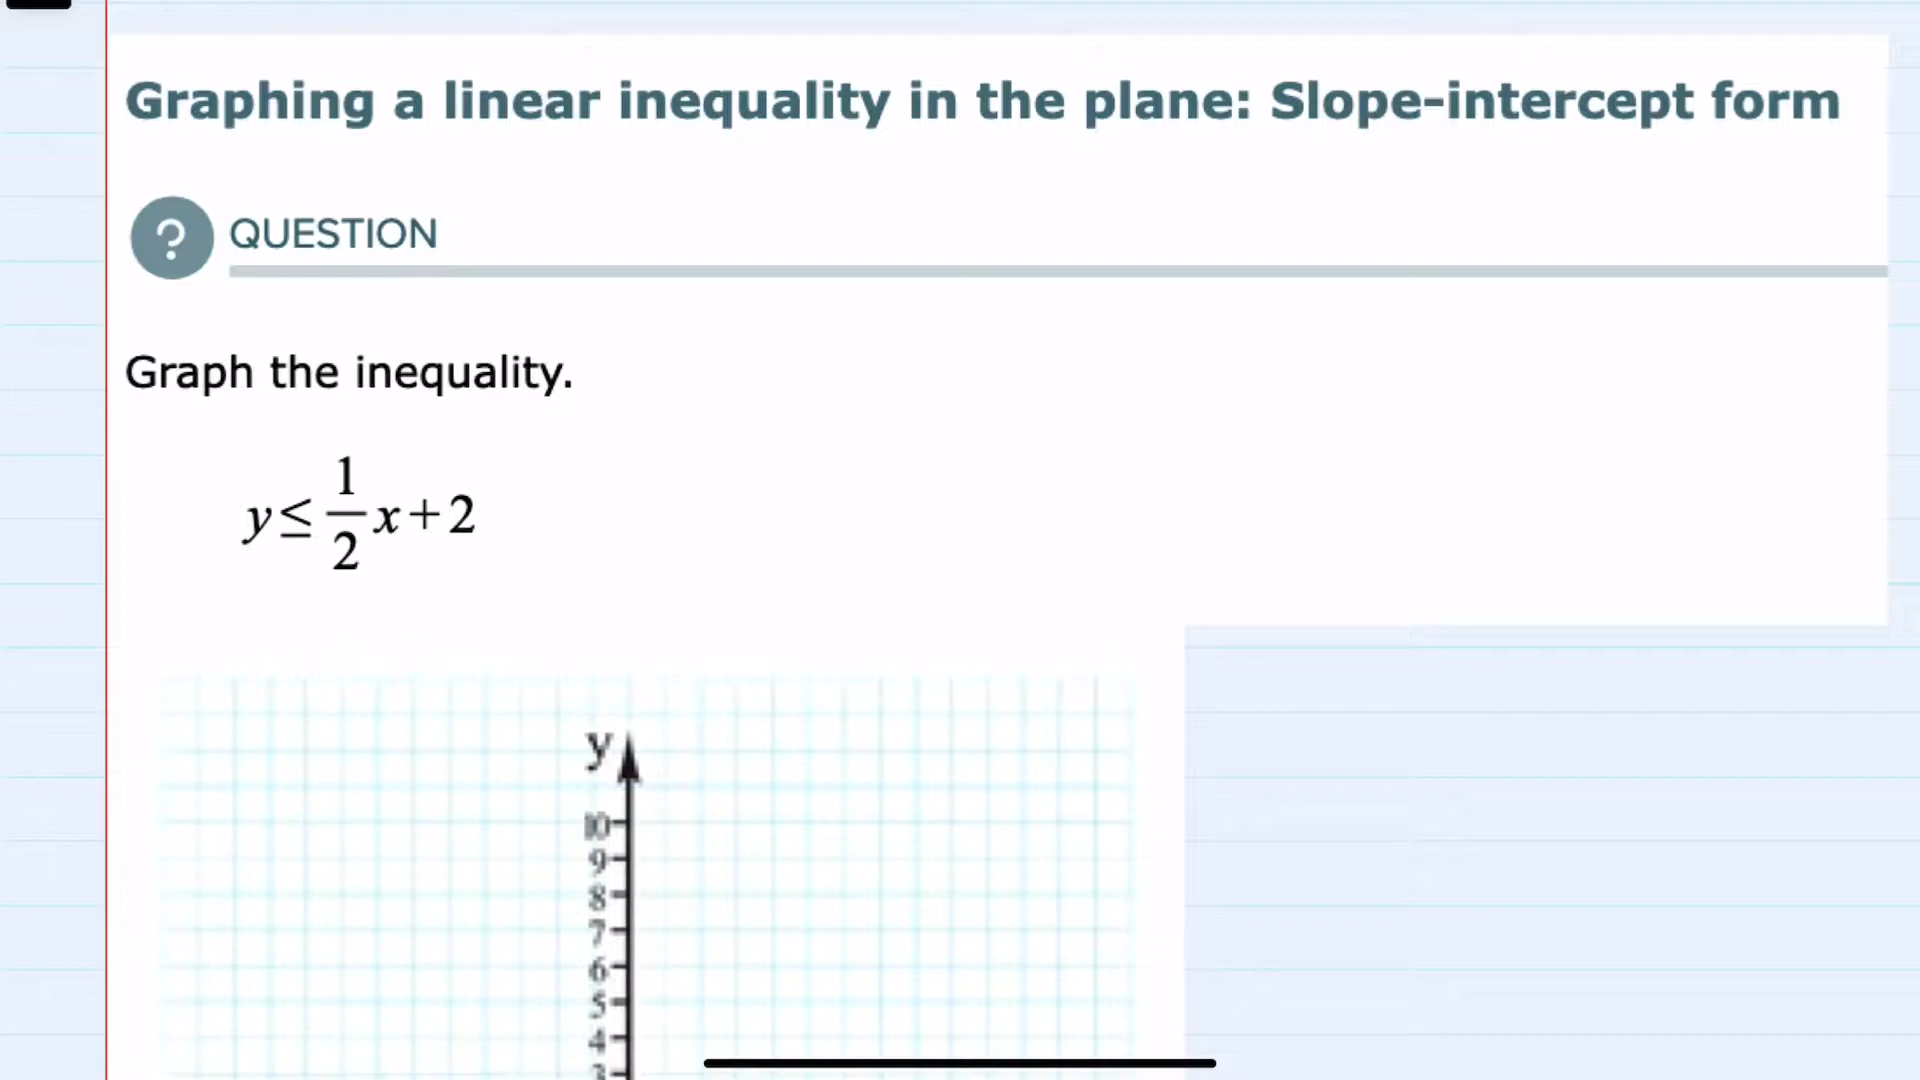 Graphing a linear inequality in the plane: Slope-intercept form
?
QUESTION
Graph the inequality.
y ≤ 1/2 x + 2
y
10
9
8
7
6
5
4